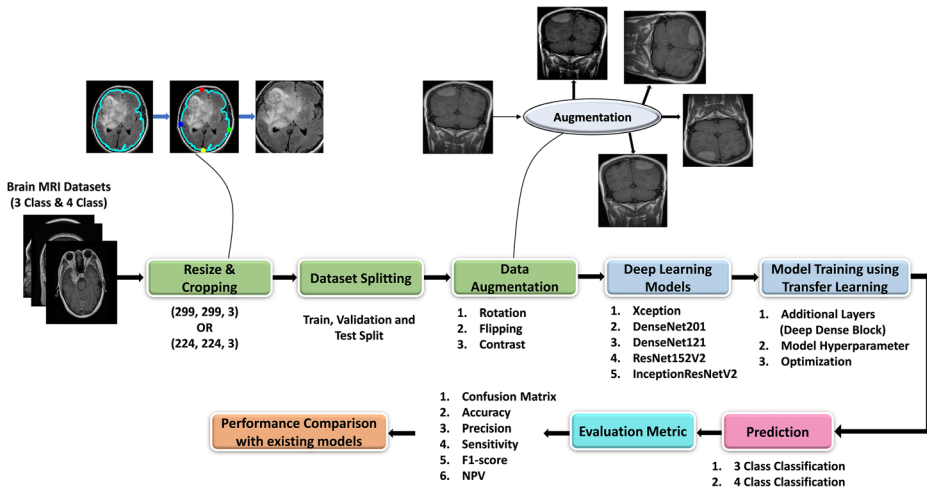 Augmentation
Brain MRI Datasets
(3 Class & 4 Class)
Resize &
Cropping
(299, 299, 3)
OR
(224, 224, 3)
Dataset Splitting
Train, Validation and
Test Split
Data
Augmentation
1. Rotation
2. Flipping
3. Contrast
Deep Learning
Models
1. Xception
2. DenseNet201
3. DenseNet121
4. ResNet152V2
5. InceptionResNetV2
Model Training using
Transfer Learning
1. Additional Layers
(Deep Dense Block)
2. Model Hyperparameter
3. Optimization
Prediction
1. 3 Class Classification
2. 4 Class Classification
Evaluation Metric
1. Confusion Matrix
2. Accuracy
3. Precision
4. Sensitivity
5. F1-score
6. NPV
Performance Comparison
with existing models